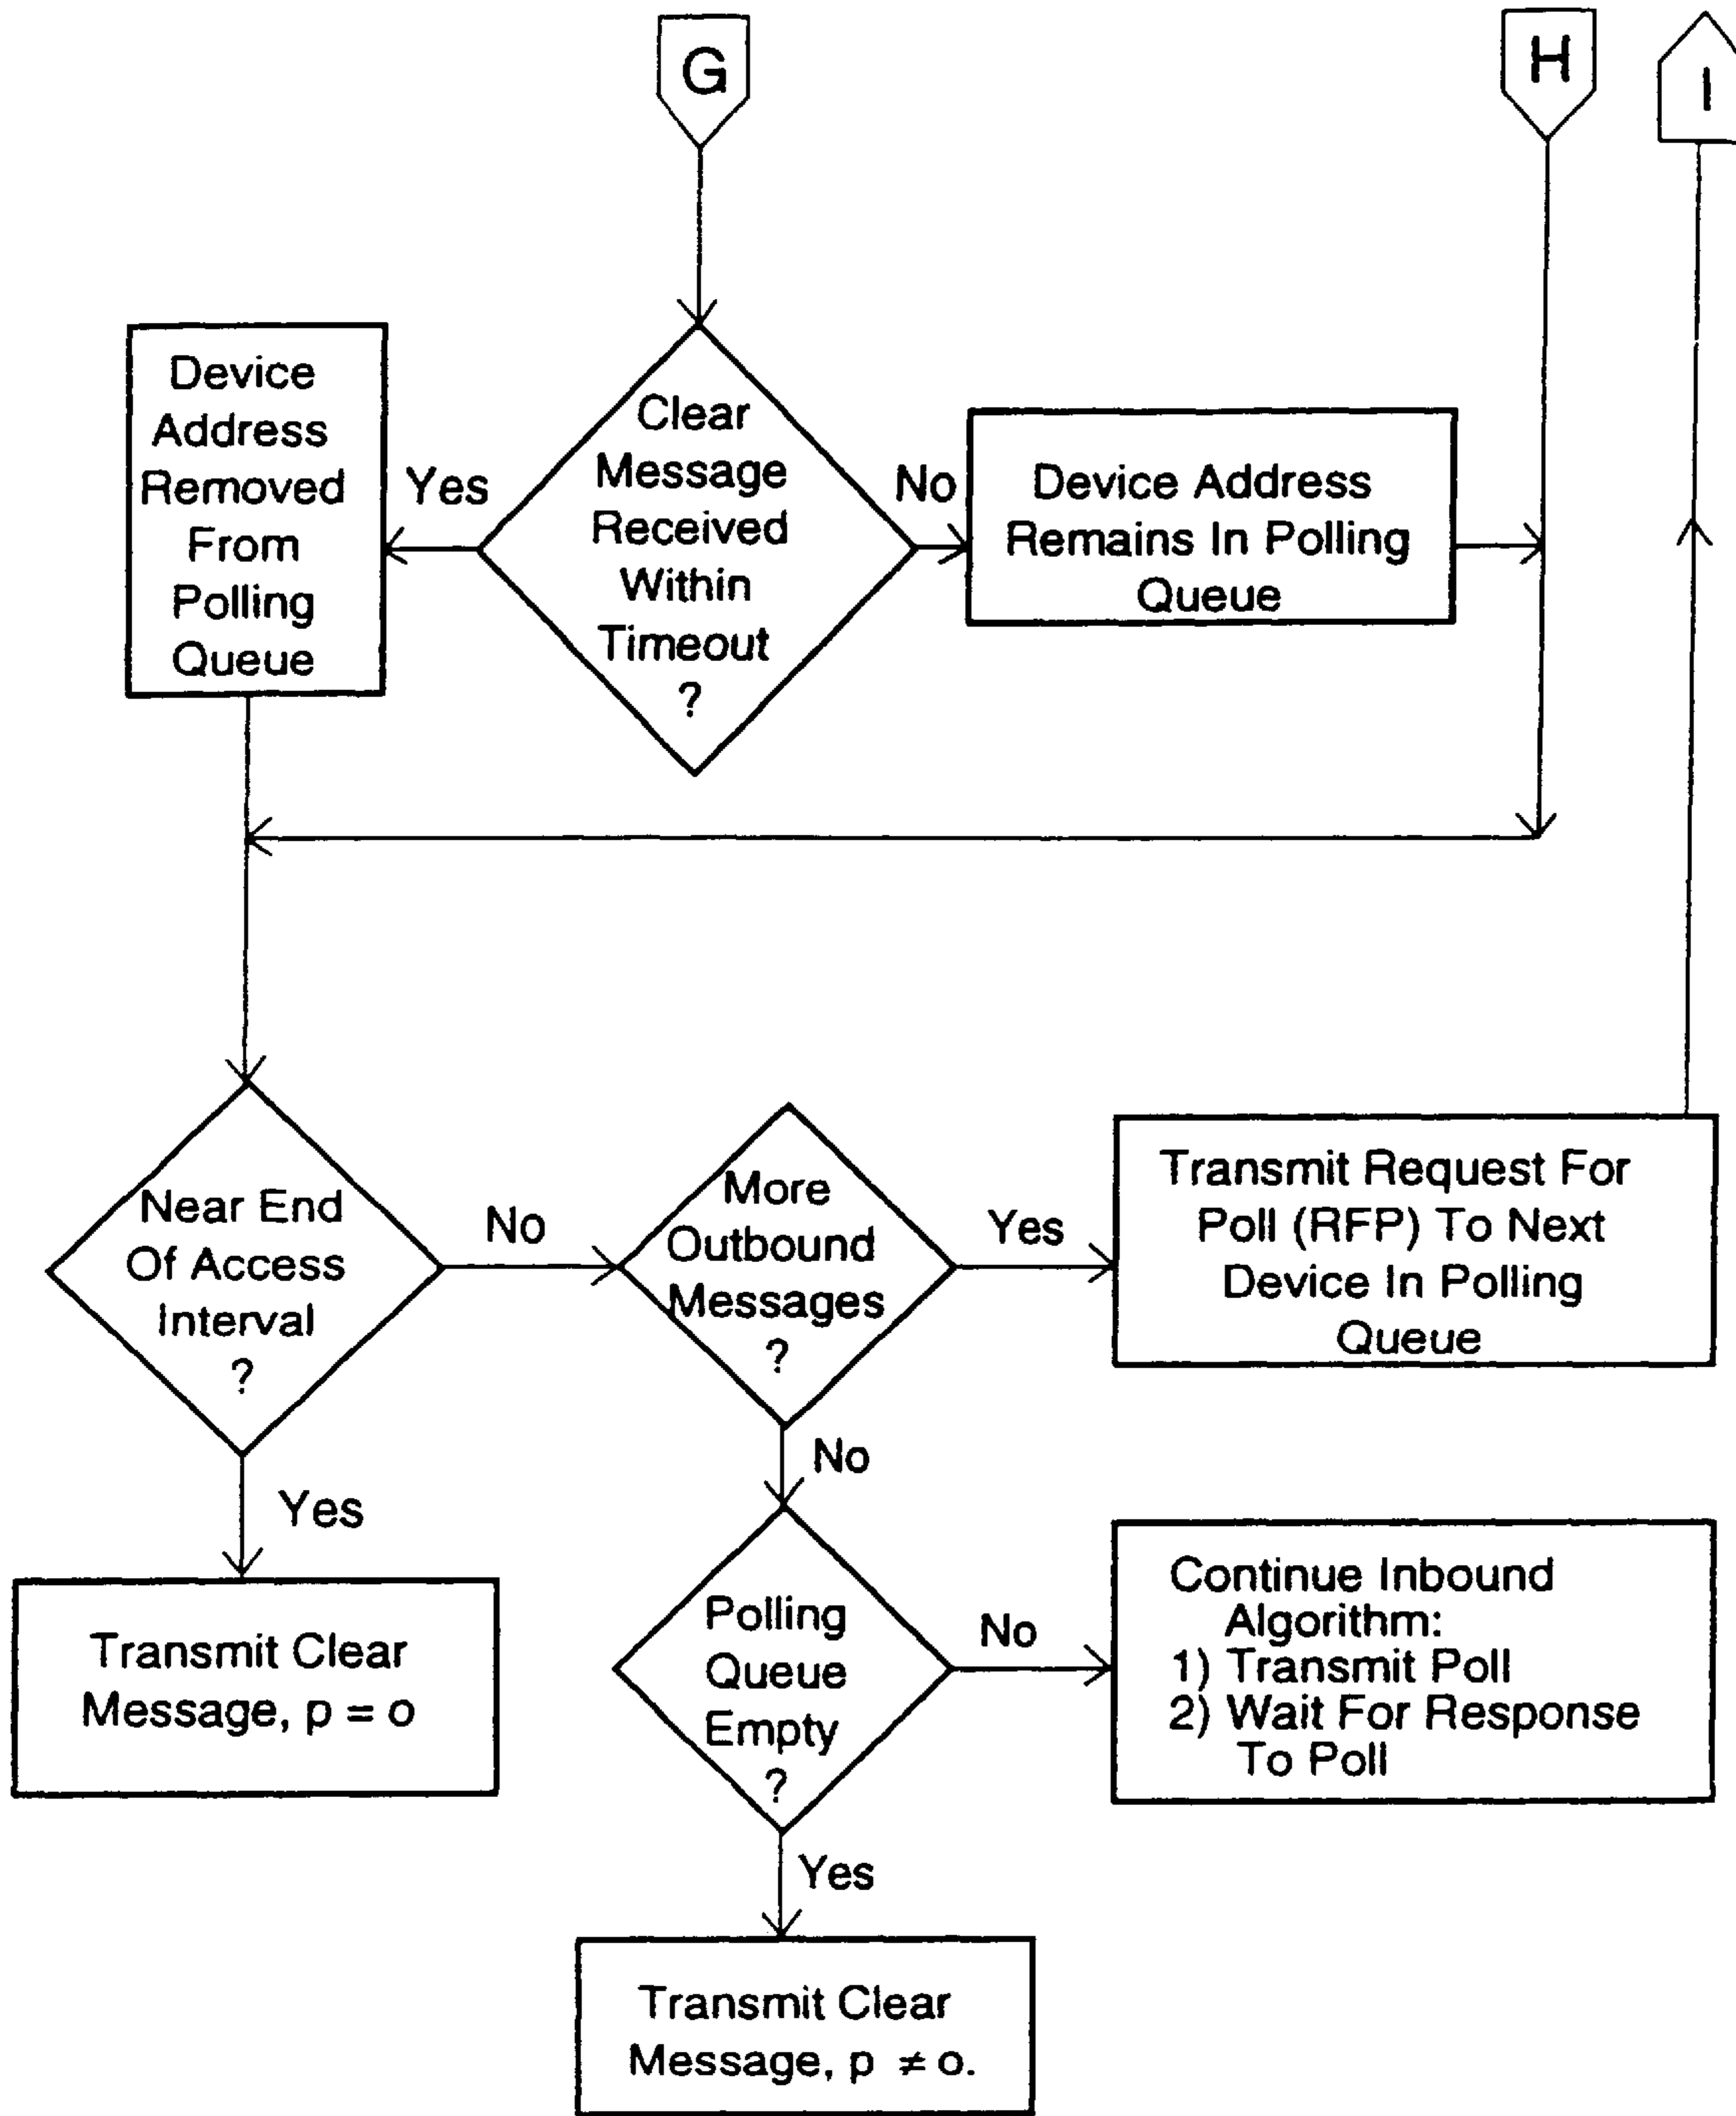 G
H
I
Device
Address
Removed
From
Polling
Queue
Yes
Clear
Message
Received
Within
Timeout
?
No
Device Address
Remains In Polling
Queue
Near End
Of Access
Interval
?
No
More
Outbound
Messages
?
Yes
Transmit Request For
Poll (RFP) To Next
Device In Polling
Queue
Yes
No
Transmit Clear
Message, p = o
Polling
Queue
Empty
?
No
Continue Inbound
Algorithm:
1) Transmit Poll
2) Wait For Response
To Poll
Yes
Transmit Clear
Message, p ≠ o.